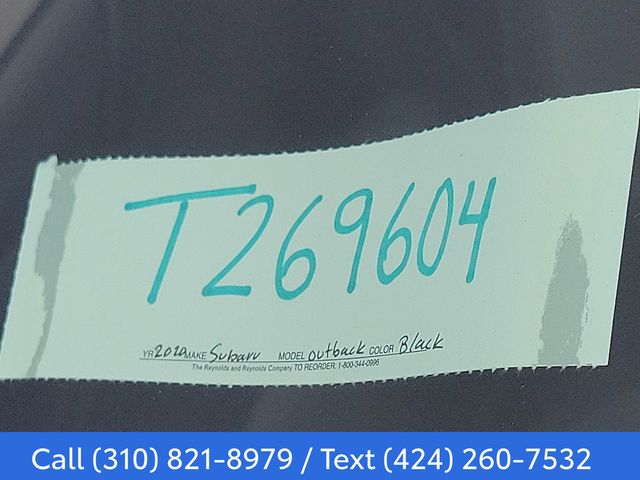 T269604
YR 2020 MAKE Subaru MODEL Outback COLOR Black
The Reynolds and Reynolds Company TO REORDER: 1-800-344-0996
Call (310) 821-8979 / Text (424) 260-7532